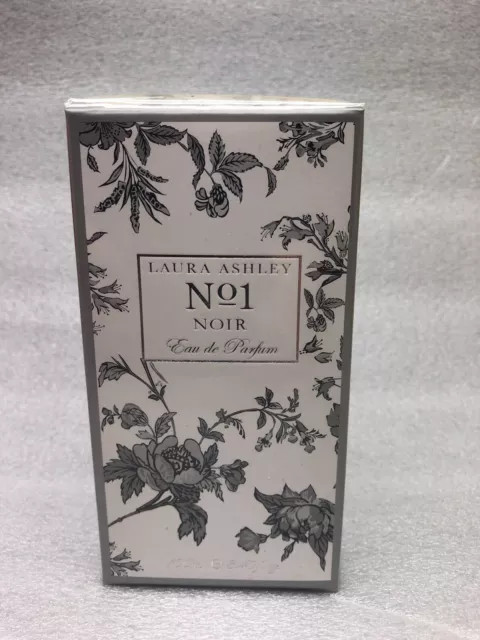 LAURA ASHLEY
No1
NOIR
Eau de Parfum